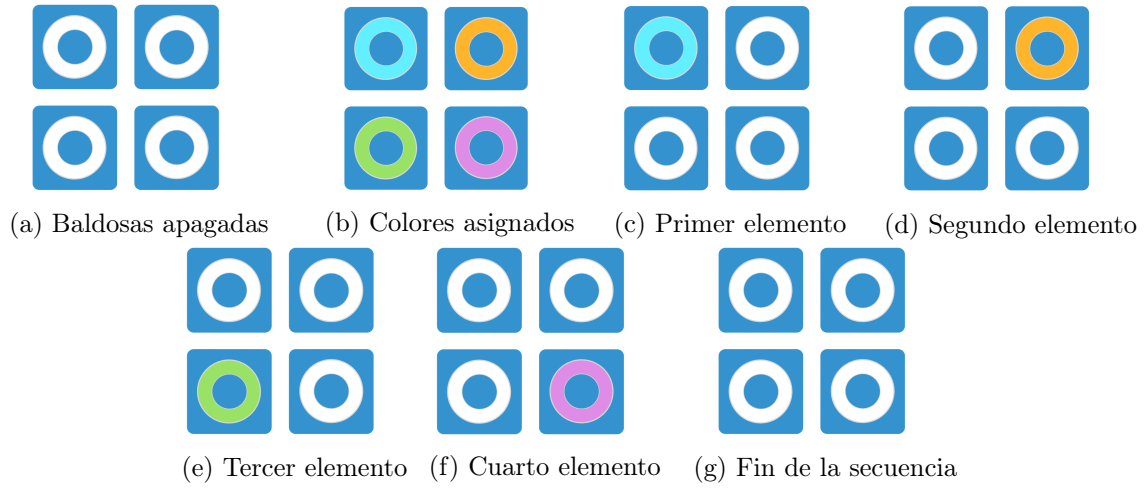 (a) Baldosas apagadas
(b) Colores asignados
(c) Primer elemento
(d) Segundo elemento
(e) Tercer elemento
(f) Cuarto elemento
(g) Fin de la secuencia